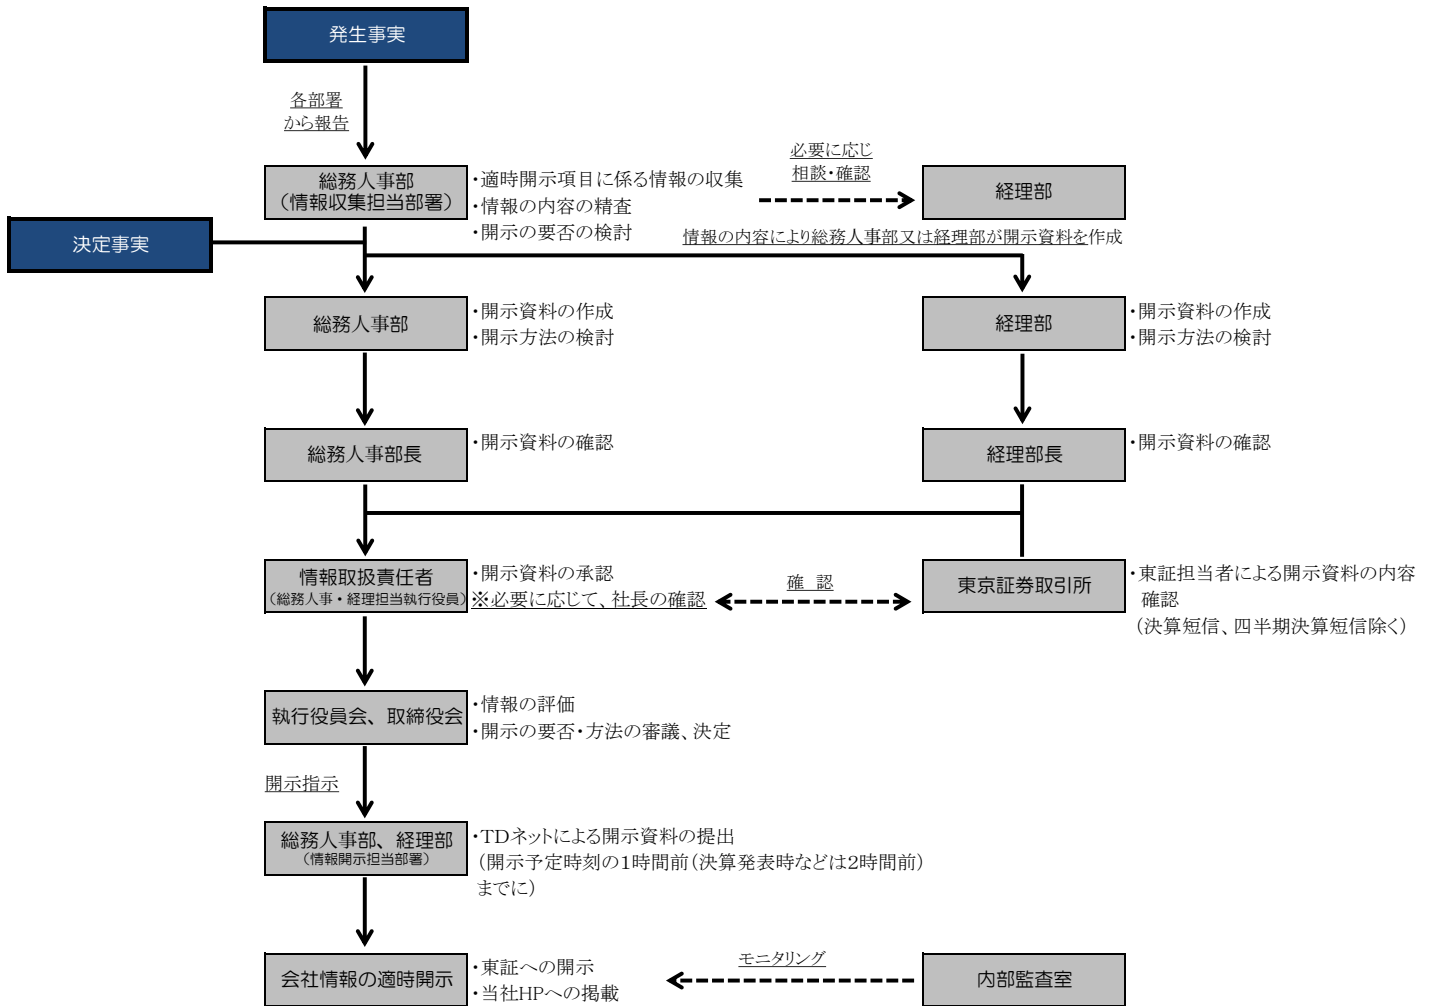 発生事実
各部署
から報告
総務人事部
（情報収集担当部署）
・適時開示項目に係る情報の収集
・情報の内容の精査
・開示の要否の検討
必要に応じ
相談・確認
経理部
決定事実
情報の内容により総務人事部又は経理部が開示資料を作成
総務人事部
・開示資料の作成
・開示方法の検討
経理部
・開示資料の作成
・開示方法の検討
総務人事部長
・開示資料の確認
経理部長
・開示資料の確認
情報取扱責任者
（総務人事・経理担当執行役員）
・開示資料の承認
※必要に応じて、社長の確認
確 認
東京証券取引所
・東証担当者による開示資料の内容
確認
（決算短信、四半期決算短信除く）
執行役員会、取締役会
・情報の評価
・開示の要否・方法の審議、決定
開示指示
総務人事部、経理部
（情報開示担当部署）
・TDネットによる開示資料の提出
（開示予定時刻の1時間前（決算発表時などは2時間前）
までに）
会社情報の適時開示
・東証への開示
・当社HPへの掲載
モニタリング
内部監査室